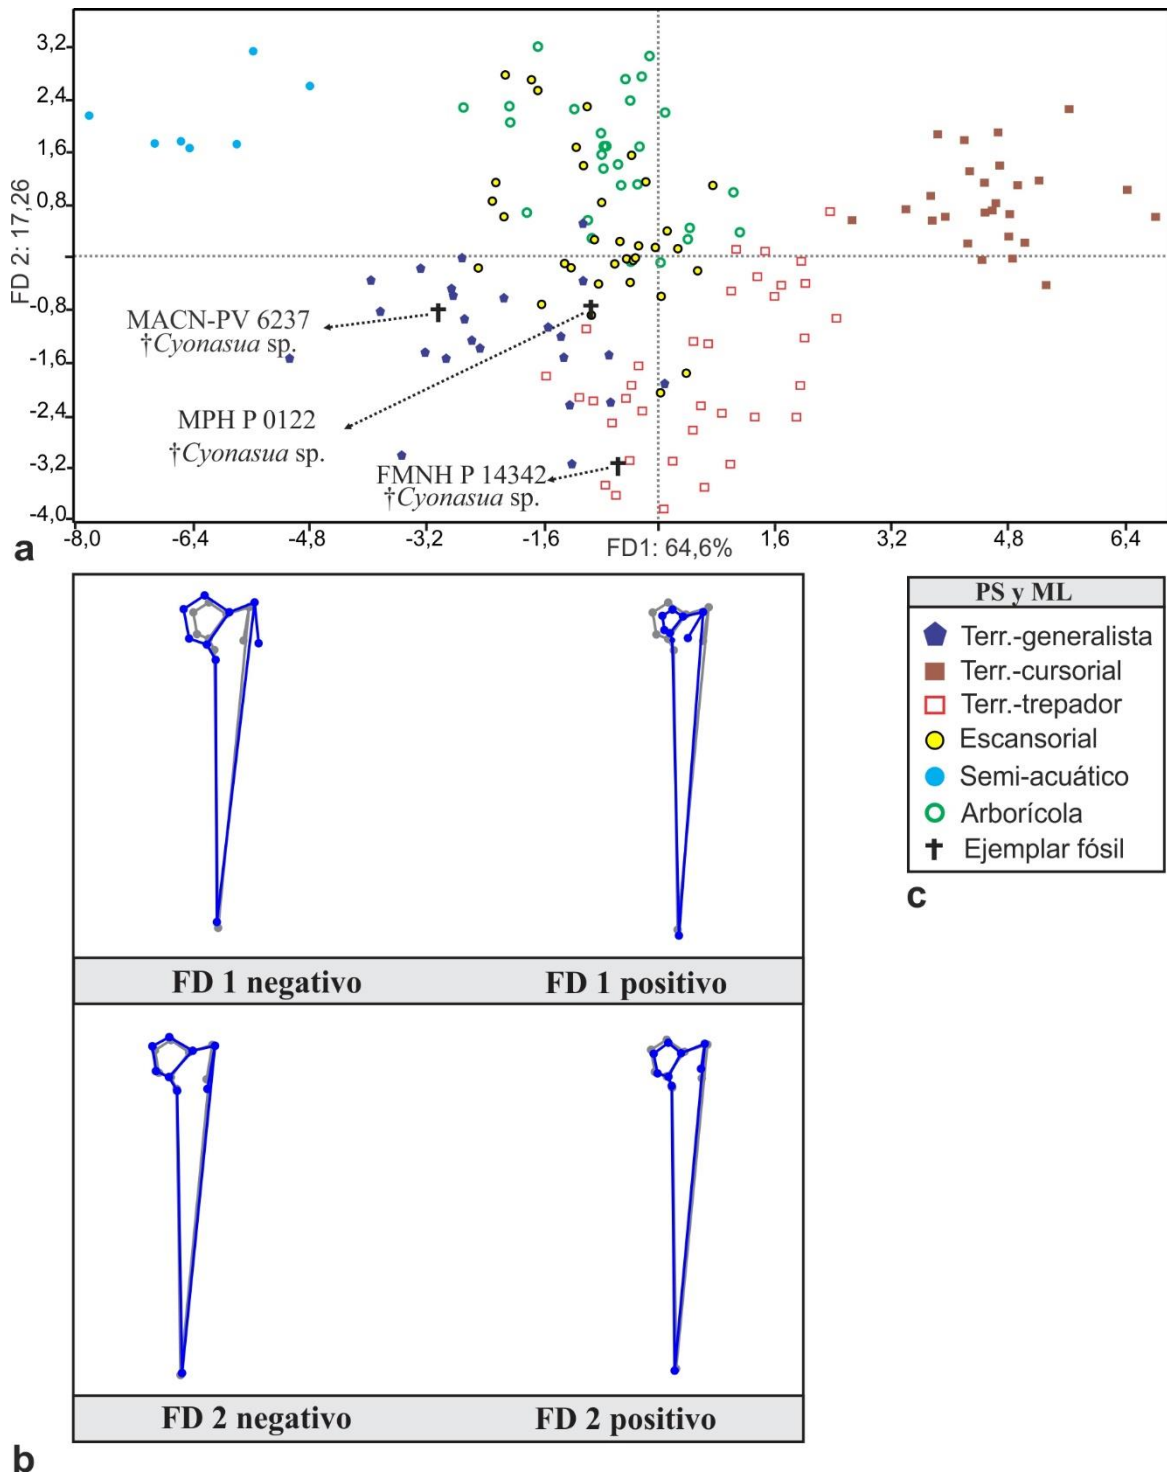 3,2
2,4
1,6
0,8
-0,8
-1,6
-2,4
-3,2
-4,0
FD 2: 17,26
MACN-PV 6237
†Cyonasua sp.
MPH P 0122
†Cyonasua sp.
FMNH P 14342
†Cyonasua sp.
-8,0 -6,4 -4,8 -3,2 -1,6 1,6 3,2 4,8 6,4
FD1: 64,6%
a
FD 1 negativo
FD 1 positivo
FD 2 negativo
FD 2 positivo
b
PS y ML
Terr.-generalista
Terr.-cursorial
Terr.-trepador
Escansorial
Semi-acuático
Arborícola
Ejemplar fósil
c